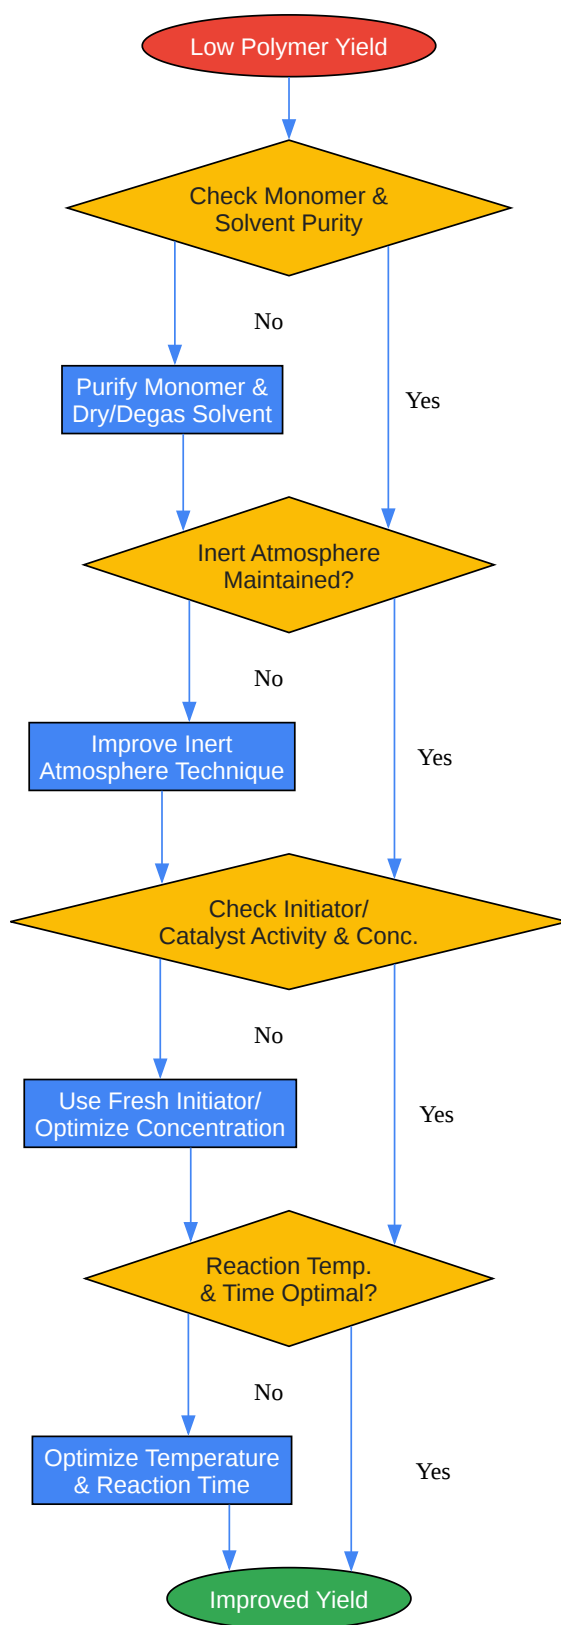 Low Polymer Yield
Check Monomer &
Solvent Purity
No
Purify Monomer &
Dry/Degas Solvent
Yes
Inert Atmosphere
Maintained?
No
Improve Inert
Atmosphere Technique
Yes
Check Initiator/
Catalyst Activity & Conc.
No
Use Fresh Initiator/
Optimize Concentration
Yes
Reaction Temp.
& Time Optimal?
No
Optimize Temperature
& Reaction Time
Yes
Improved Yield